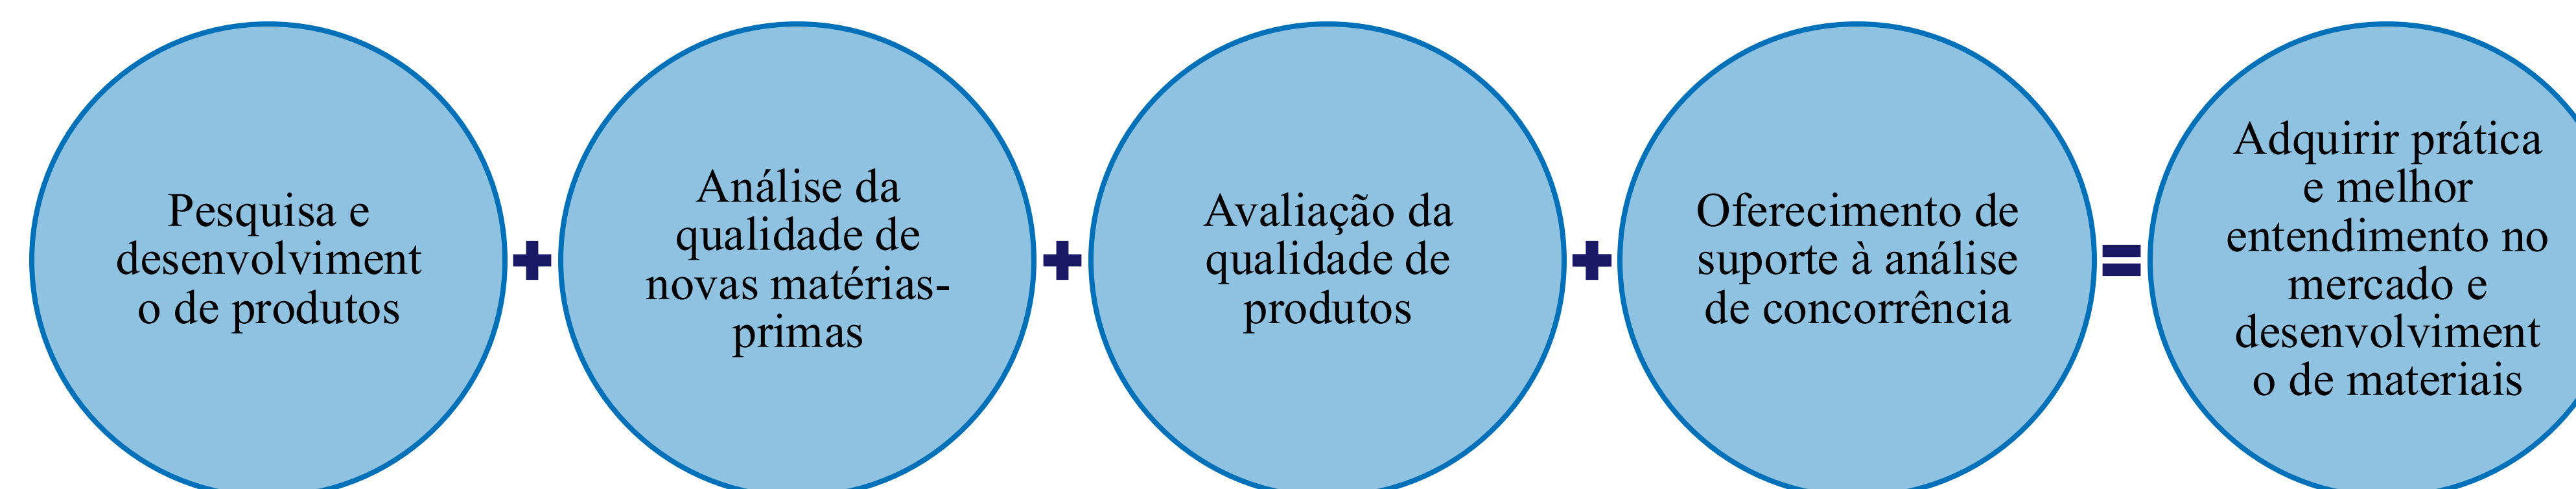 Pesquisa e
desenvolviment
o de produtos
+
Análise da
qualidade de
novas matérias-
primas
+
Avaliação da
qualidade de
produtos
+
Oferecimento de
suporte à análise
de concorrência
=
Adquirir prática
e melhor
entendimento no
mercado e
desenvolviment
o de materiais